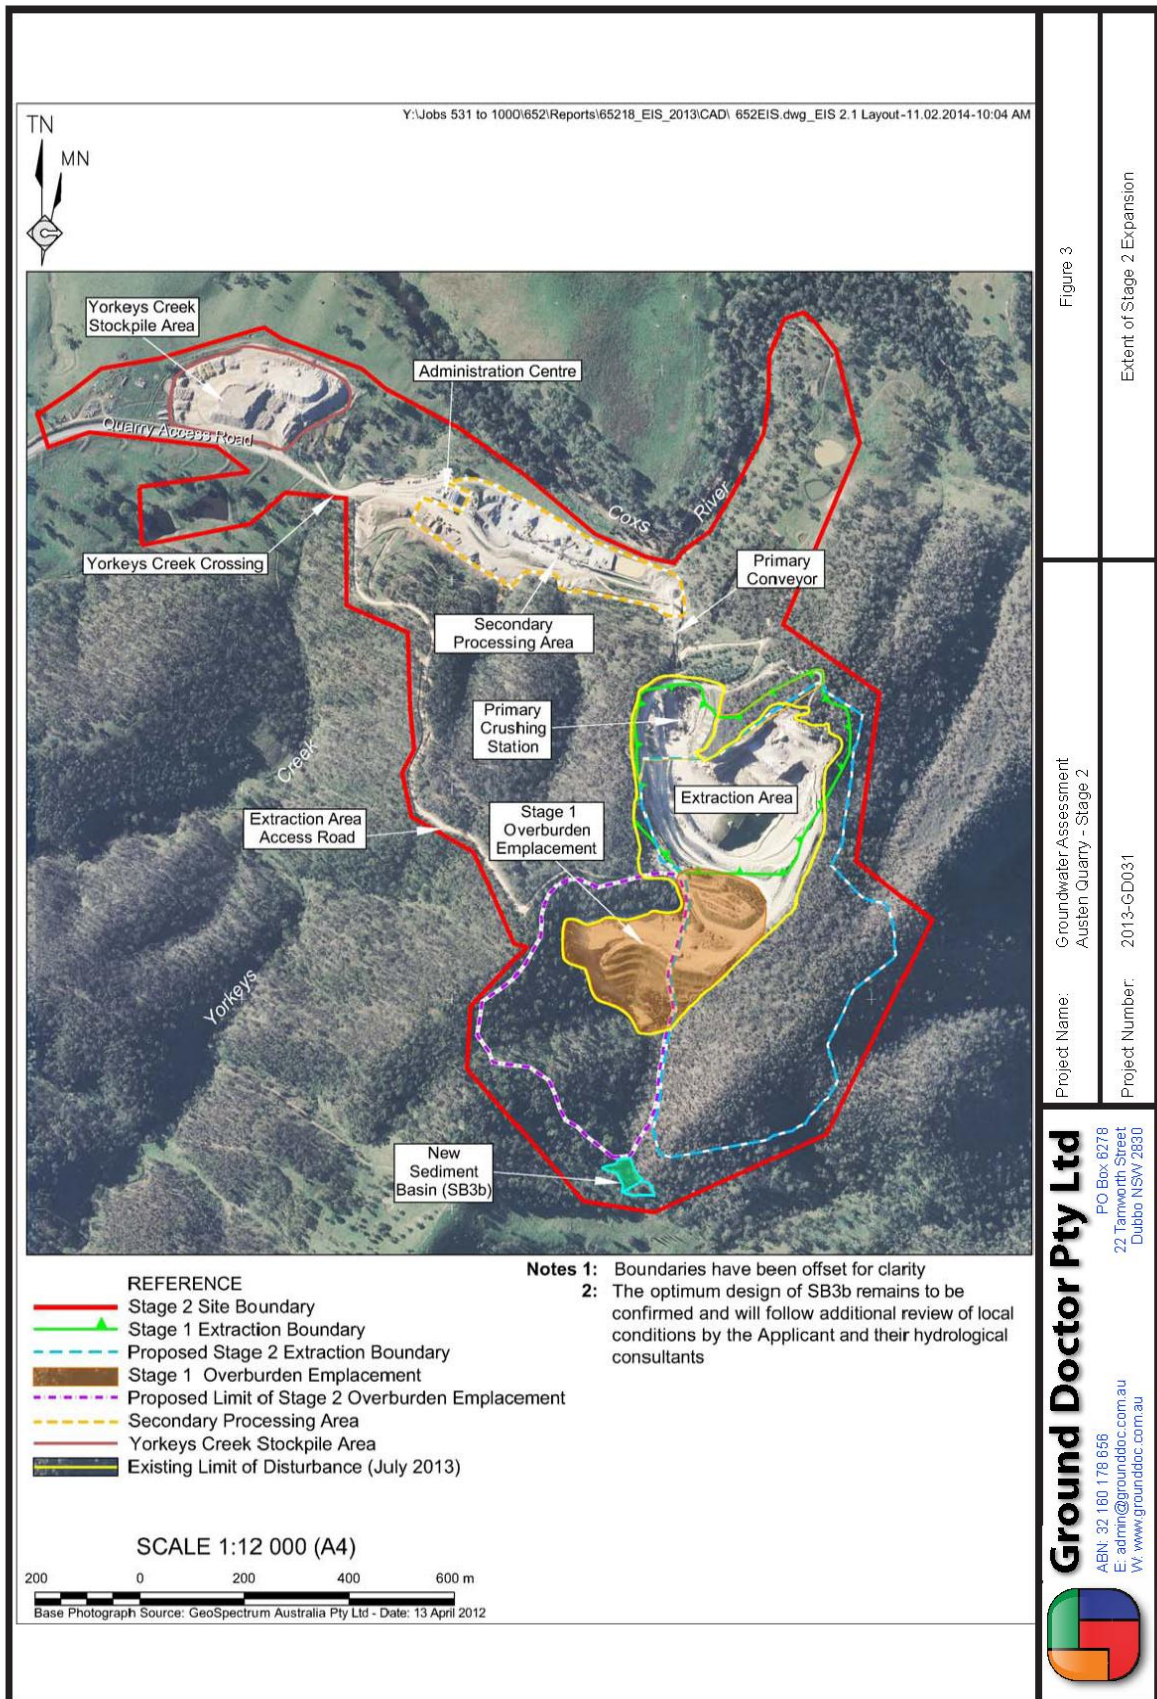 Y:\Jobs 531 to 1000\652\Reports\65218_EIS_2013\CAD\ 652EIS.dwg_EIS 2.1 Layout-11.02.2014-10:04 AM
TN
MN
Yorkeys Creek
Stockpile Area
Administration Centre
Quarry Access Road
Coxs
River
Yorkeys Creek Crossing
Primary
Conveyor
Secondary
Processing Area
Primary
Crushing
Station
Creek
Extraction Area
Extraction Area
Access Road
Stage 1
Overburden
Emplacement
Yorkeys
New
Sediment
Basin (SB3b)
REFERENCE
Stage 2 Site Boundary
Stage 1 Extraction Boundary
Proposed Stage 2 Extraction Boundary
Stage 1 Overburden Emplacement
Proposed Limit of Stage 2 Overburden Emplacement
Secondary Processing Area
Yorkeys Creek Stockpile Area
Existing Limit of Disturbance (July 2013)
Notes 1: Boundaries have been offset for clarity
2: The optimum design of SB3b remains to be
confirmed and will follow additional review of local
conditions by the Applicant and their hydrological
consultants
SCALE 1:12 000 (A4)
200 0 200 400 600 m
Base Photograph Source: GeoSpectrum Australia Pty Ltd - Date: 13 April 2012
Figure 3
Extent of Stage 2 Expansion
Project Name: Groundwater Assessment
Austen Quarry - Stage 2
Project Number: 2013-GD031
Ground Doctor Pty Ltd
PO Box 6278
22 Tamworth Street
Dubbo NSW 2830
ABN: 32 160 178 656
E: admin@grounddoc.com.au
W: www.grounddoc.com.au